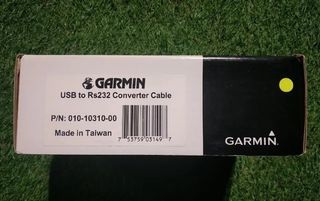 GARMIN
USB to Rs232 Converter Cable
P/N: 010-10310-00
Made in Taiwan
7 53759 03149 7
GARMIN